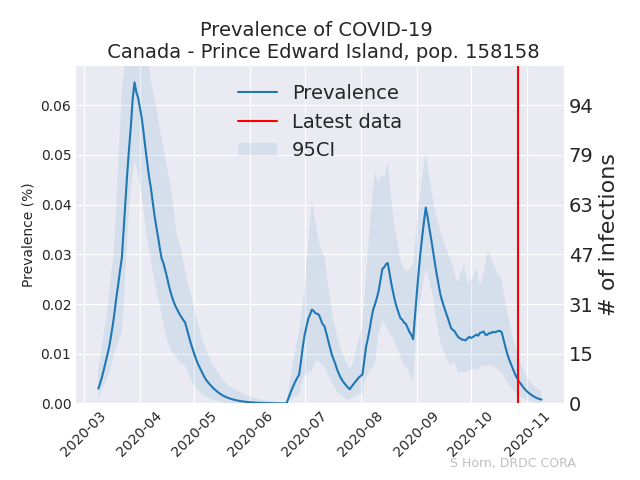 Prevalence of COVID-19
Canada - Prince Edward Island, pop. 158158
Prevalence
Latest data
95CI
Prevalence (%)
0.06
0.05
0.04
0.03
0.02
0.01
0.00
94
79
63
47
31
15
0
# of infections
2020-03
2020-04
2020-05
2020-06
2020-07
2020-08
2020-09
2020-10
2020-11
S Horn, DRDC CORA